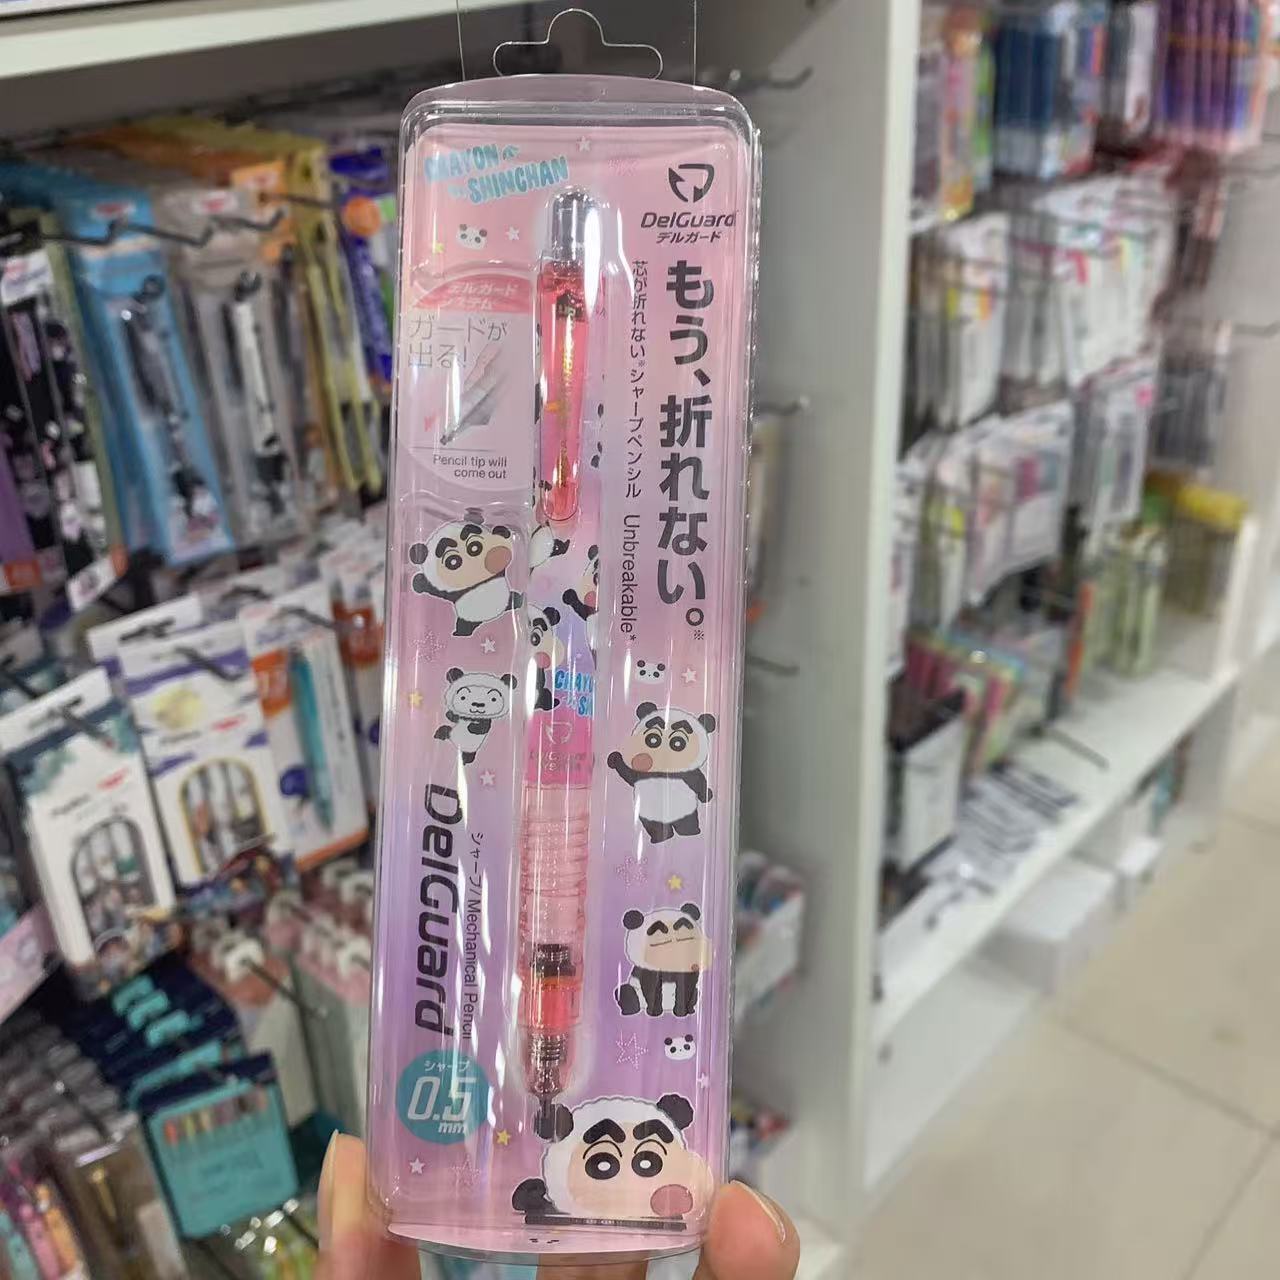 CRAYON
SHINCHAN
DelGuard
デルガード
もう、折れない。※
芯が折れない※シャープペンシル Unbreakable*
デルガード
システム
ガードが
出る!
Pencil tip will
come out
DelGuard
シャープ/Mechanical Pencil
シャープ
0.5
mm